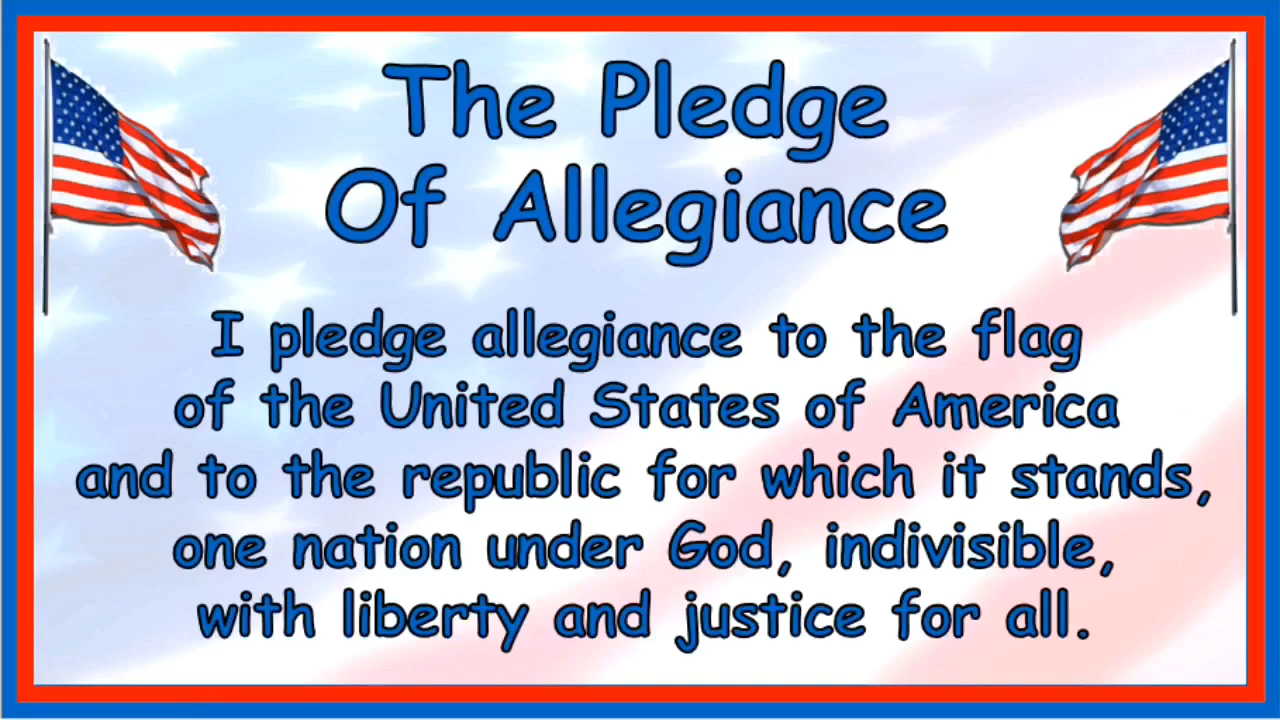 The Pledge
Of Allegiance
I pledge allegiance to the flag
of the United States of America
and to the republic for which it stands,
one nation under God, indivisible,
with liberty and justice for all.